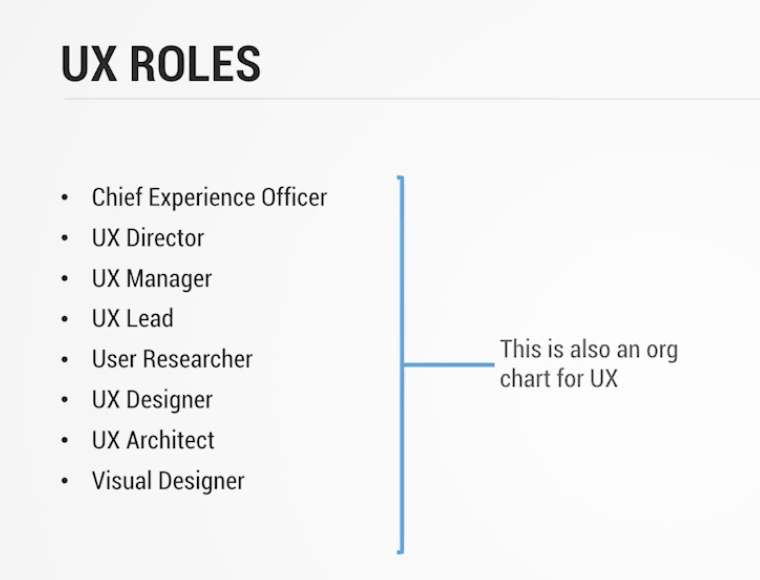 UX ROLES
• Chief Experience Officer
• UX Director
• UX Manager
• UX Lead
• User Researcher
• UX Designer
• UX Architect
• Visual Designer
This is also an org
chart for UX